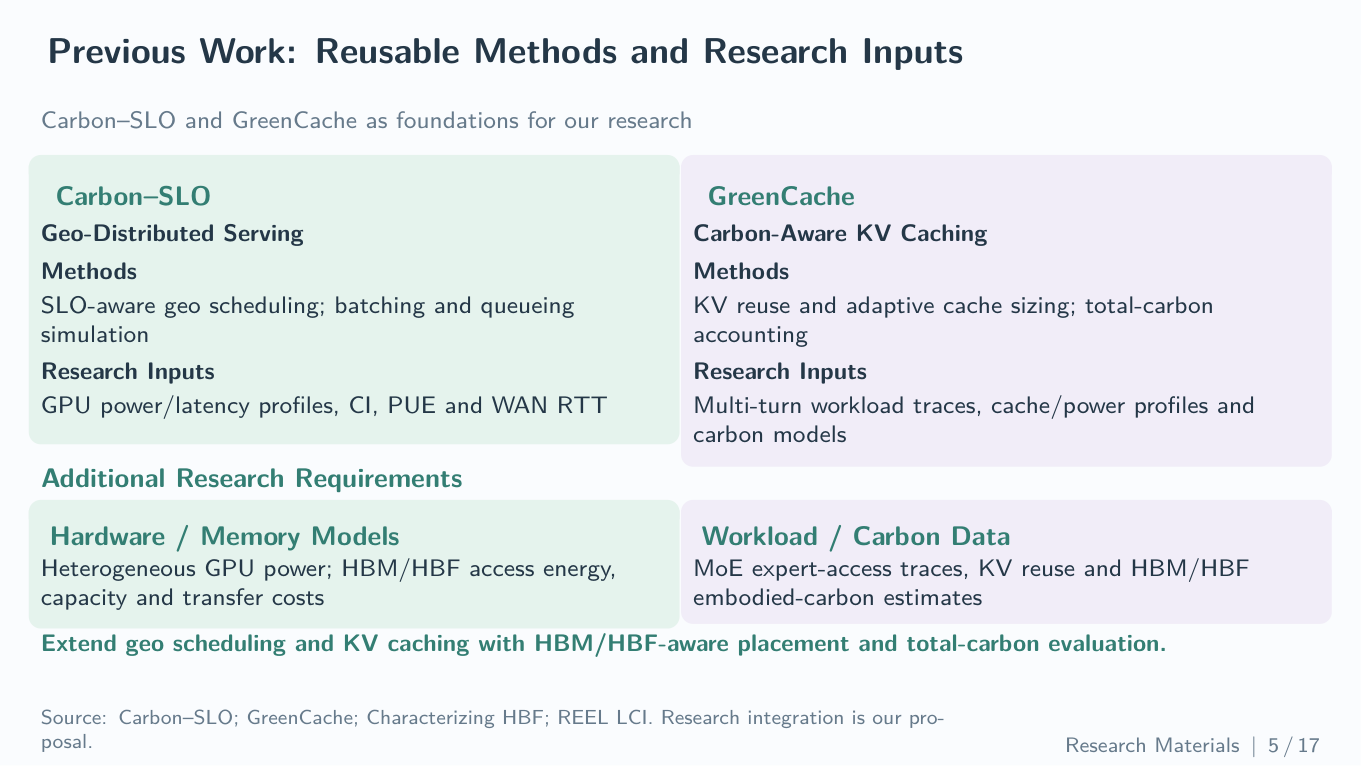 Previous Work: Reusable Methods and Research Inputs
Carbon–SLO and GreenCache as foundations for our research
Carbon–SLO
Geo-Distributed Serving
Methods
SLO-aware geo scheduling; batching and queueing
simulation
Research Inputs
GPU power/latency profiles, CI, PUE and WAN RTT
GreenCache
Carbon-Aware KV Caching
Methods
KV reuse and adaptive cache sizing; total-carbon
accounting
Research Inputs
Multi-turn workload traces, cache/power profiles and
carbon models
Additional Research Requirements
Hardware / Memory Models
Heterogeneous GPU power; HBM/HBF access energy,
capacity and transfer costs
Workload / Carbon Data
MoE expert-access traces, KV reuse and HBM/HBF
embodied-carbon estimates
Extend geo scheduling and KV caching with HBM/HBF-aware placement and total-carbon evaluation.
Source: Carbon–SLO; GreenCache; Characterizing HBF; REEL LCI. Research integration is our pro-
posal.
Research Materials | 5 / 17